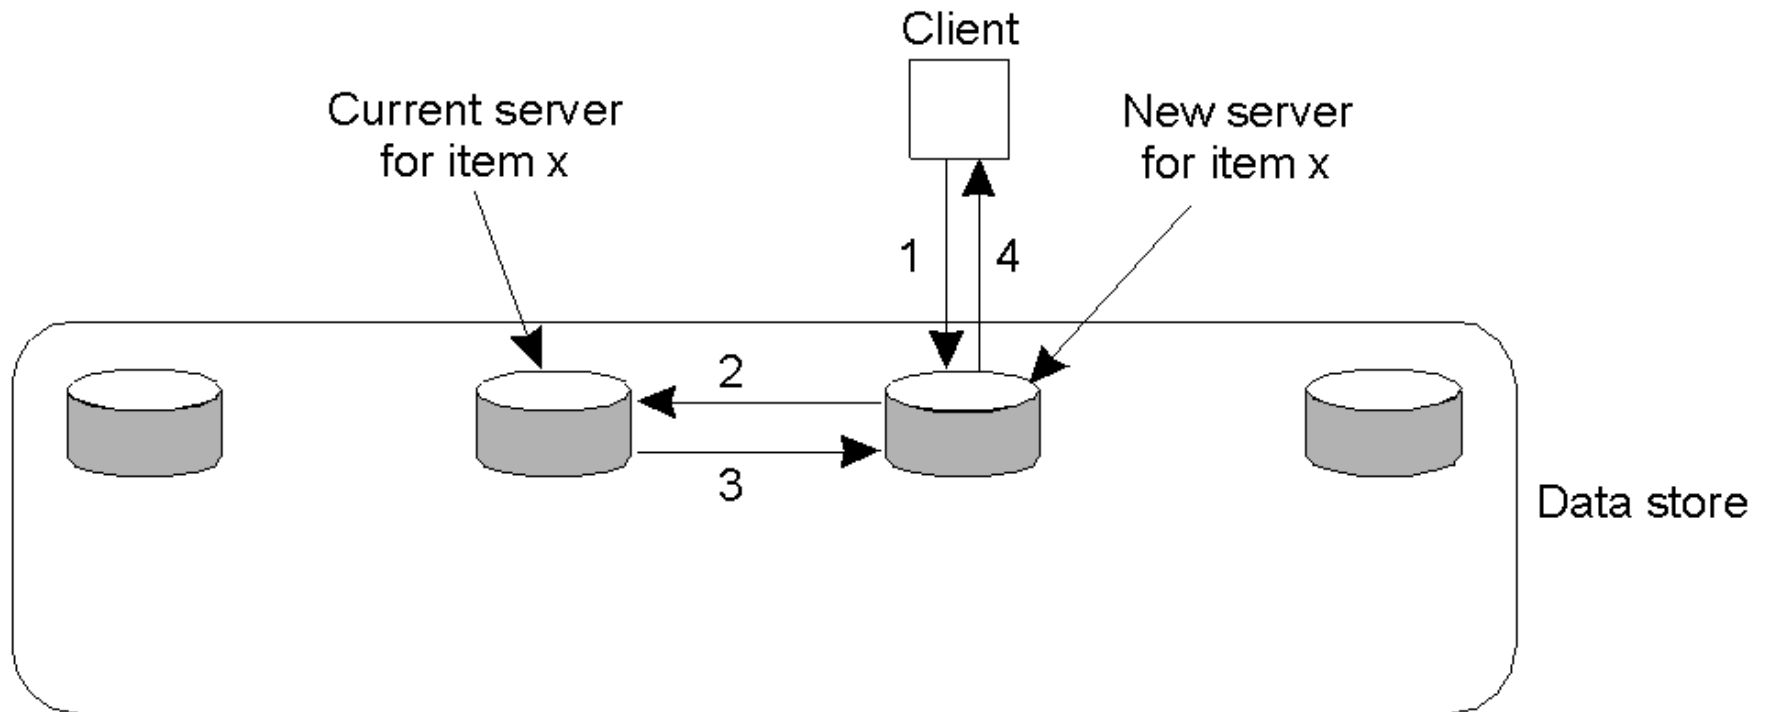 Client
Current server
for item x
New server
for item x
1
4
2
3
Data store